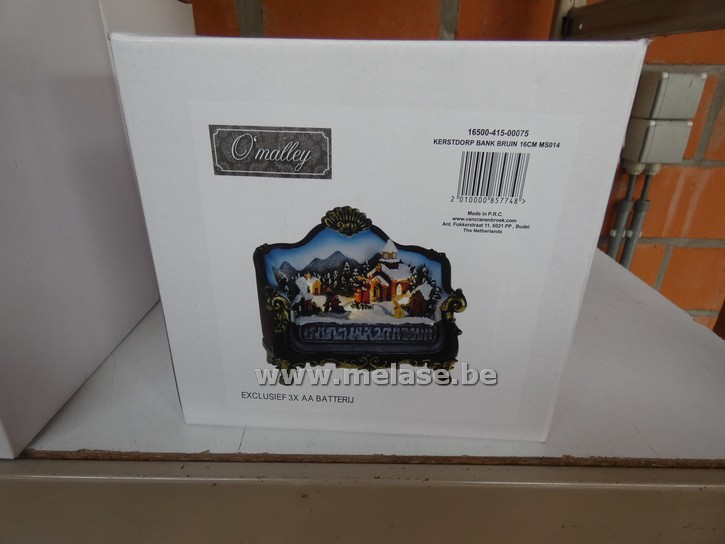 O'malley
16500-415-00075
KERSTDORP BANK BRUIN 16CM MS014
2 010000 857748 >
Made in P.R.C.
www.vancranenbroek.com
Ant. Fokkerstraat 11, 6021 PP , Budel
The Netherlands
www.melase.be
EXCLUSIEF 3X AA BATTERIJ